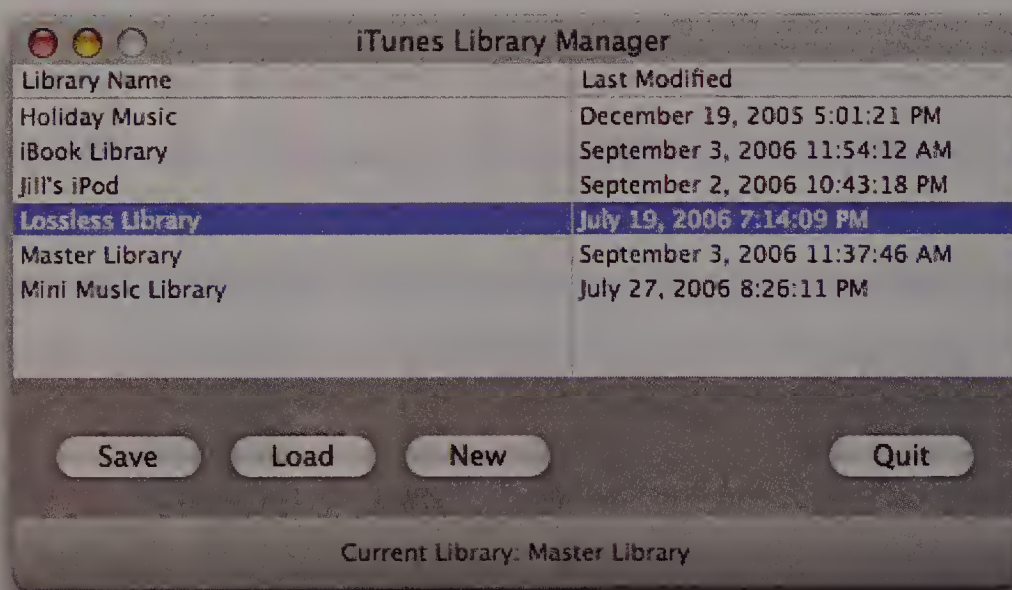 iTunes Library Manager
Library Name Last Modified
Holiday Music December 19, 2005 5:01:21 PM
iBook Library September 3, 2006 11:54:12 AM
Jill's iPod September 2, 2006 10:43:18 PM
Lossless Library July 19, 2006 7:14:09 PM
Master Library September 3, 2006 11:37:46 AM
Mini Music Library July 27, 2006 8:26:11 PM
Save Load New Quit
Current Library: Master Library